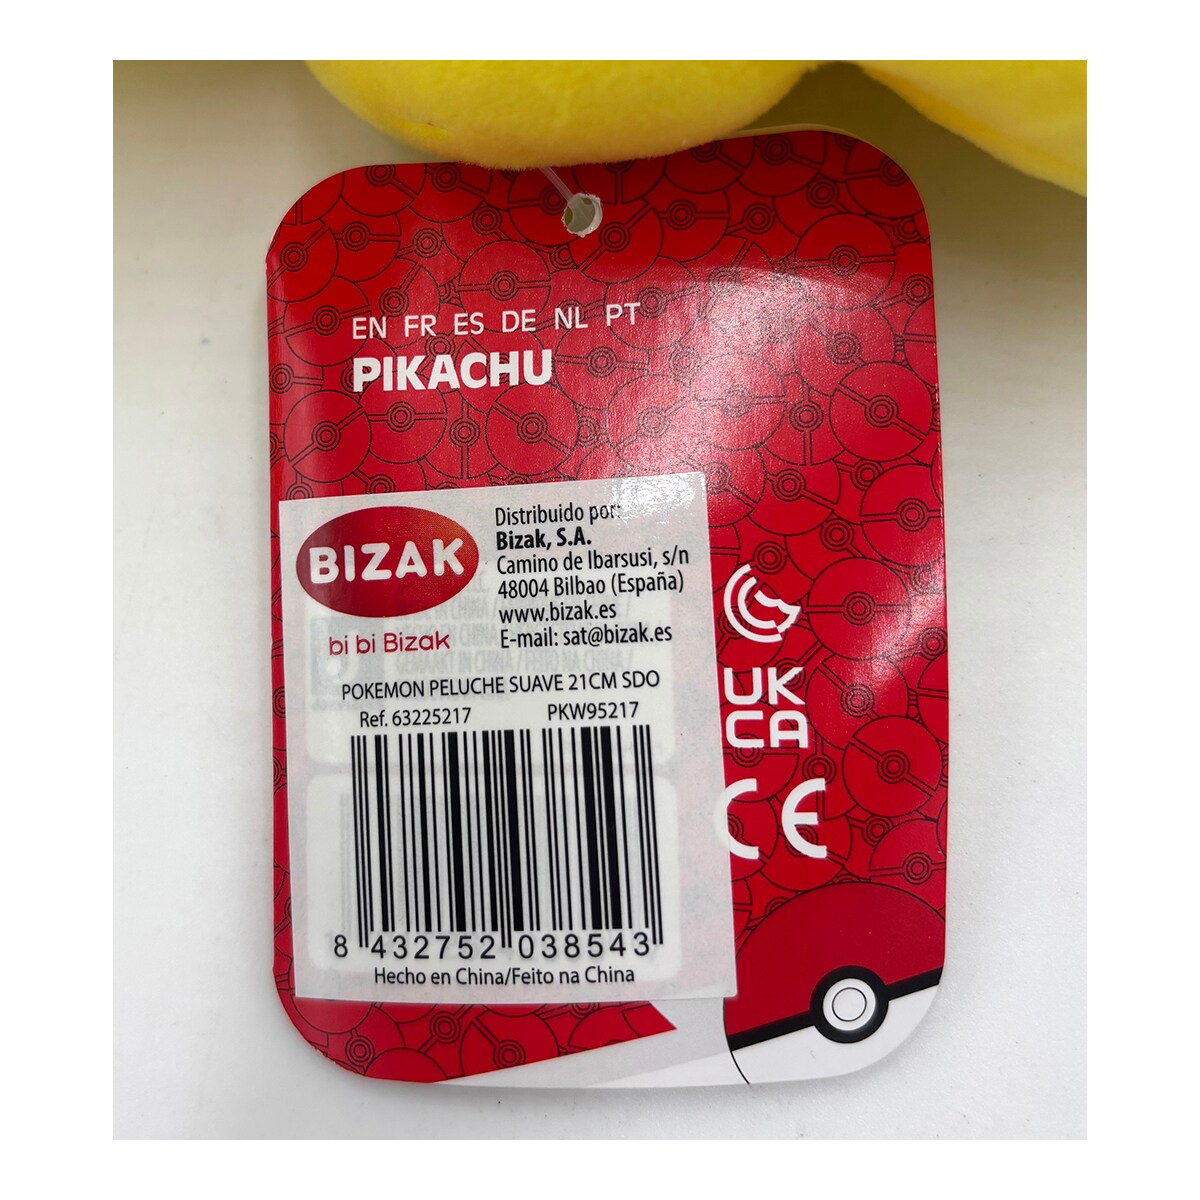 EN FR ES DE NL PT
PIKACHU
BIZAK
bi bi Bizak
Distribuido por:
Bizak, S.A.
Camino de Ibarsusi, s/n
48004 Bilbao (España)
www.bizak.es
E-mail: sat@bizak.es
POKEMON PELUCHE SUAVE 21CM SDO
Ref. 63225217 PKW95217
8 432752 038543
Hecho en China/Feito na China
UK
CA
CE